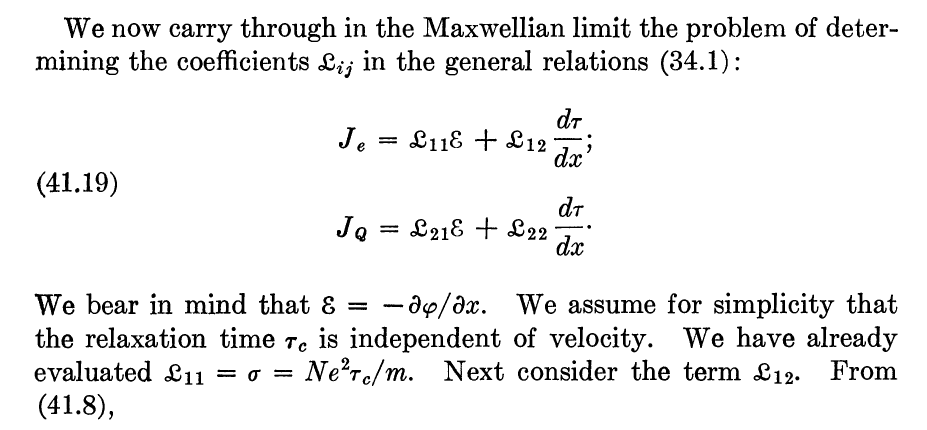 We now carry through in the Maxwellian limit the problem of deter-
mining the coefficients ℒij in the general relations (34.1):
Je = ℒ11ℰ + ℒ12 dτ/dx;
(41.19)
JQ = ℒ21ℰ + ℒ22 dτ/dx.
We bear in mind that ℰ = −∂φ/∂x. We assume for simplicity that
the relaxation time τc is independent of velocity. We have already
evaluated ℒ11 = σ = Ne²τc/m. Next consider the term ℒ12. From
(41.8),